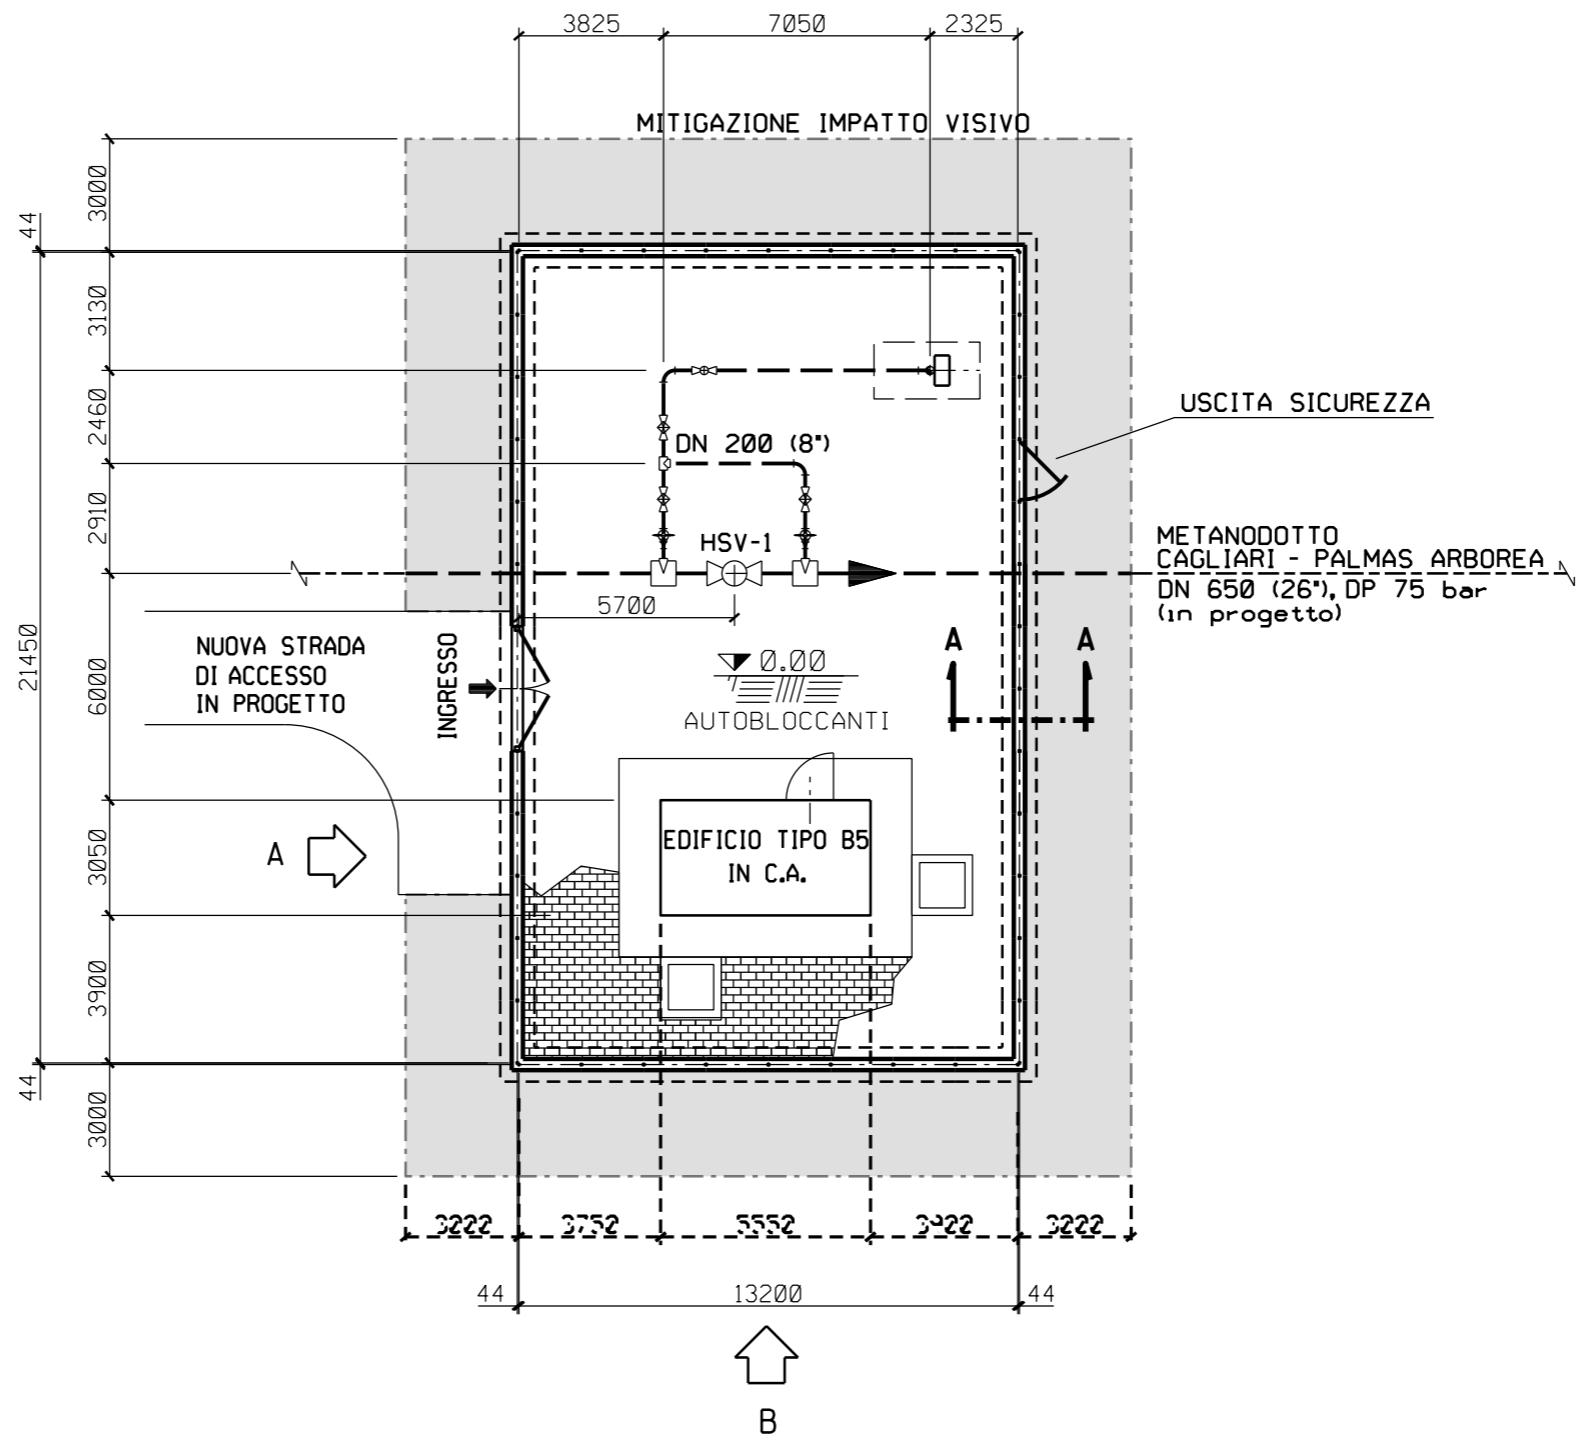 3825
7050
2325
MITIGAZIONE IMPATTO VISIVO
3000
44
3130
2460
2910
21450
6000
3050
3900
44
3000
USCITA SICUREZZA
DN 200 (8")
HSV-1
METANODOTTO
CAGLIARI - PALMAS ARBOREA
DN 650 (26"), DP 75 bar
(in progetto)
5700
NUOVA STRADA
DI ACCESSO
IN PROGETTO
INGRESSO
0.00
AUTOBLOCCANTI
A
A
EDIFICIO TIPO B5
IN C.A.
A
44
13200
44
B